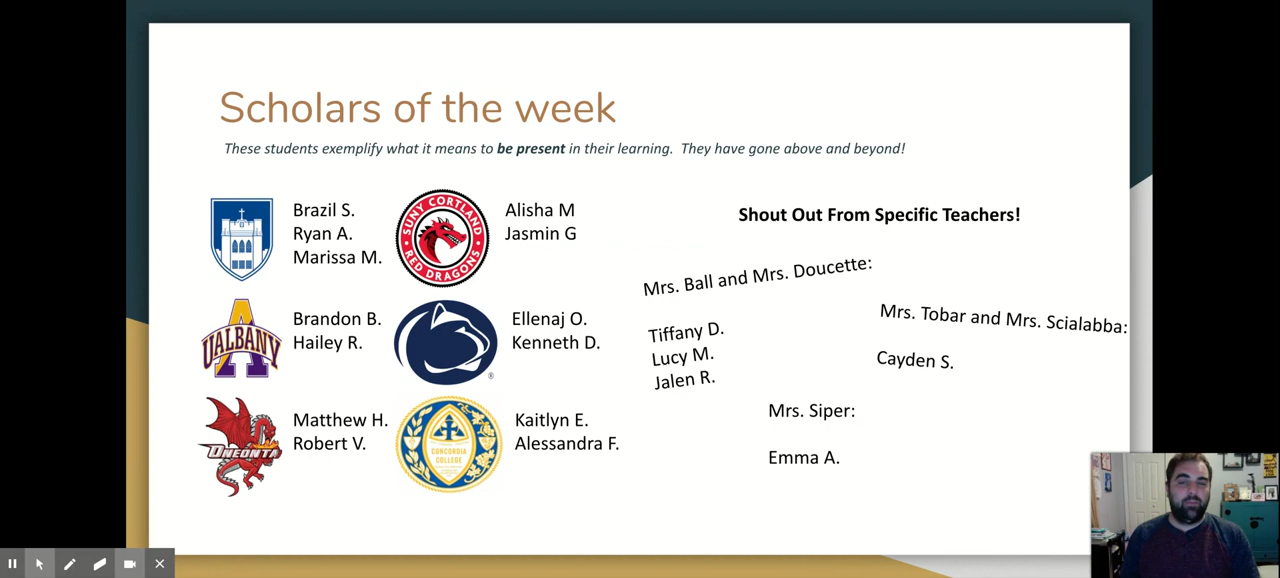 Scholars of the week
These students exemplify what it means to be present in their learning. They have gone above and beyond!
Brazil S.
Ryan A.
Marissa M.
SUNY CORTLAND
RED DRAGONS
Alisha M
Jasmin G
UALBANY
Brandon B.
Hailey R.
®
Ellenaj O.
Kenneth D.
ONEONTA
Matthew H.
Robert V.
CONCORDIA
COLLEGE
Kaitlyn E.
Alessandra F.
Shout Out From Specific Teachers!
Mrs. Ball and Mrs. Doucette:
Tiffany D.
Lucy M.
Jalen R.
Mrs. Tobar and Mrs. Scialabba:
Cayden S.
Mrs. Siper:
Emma A.